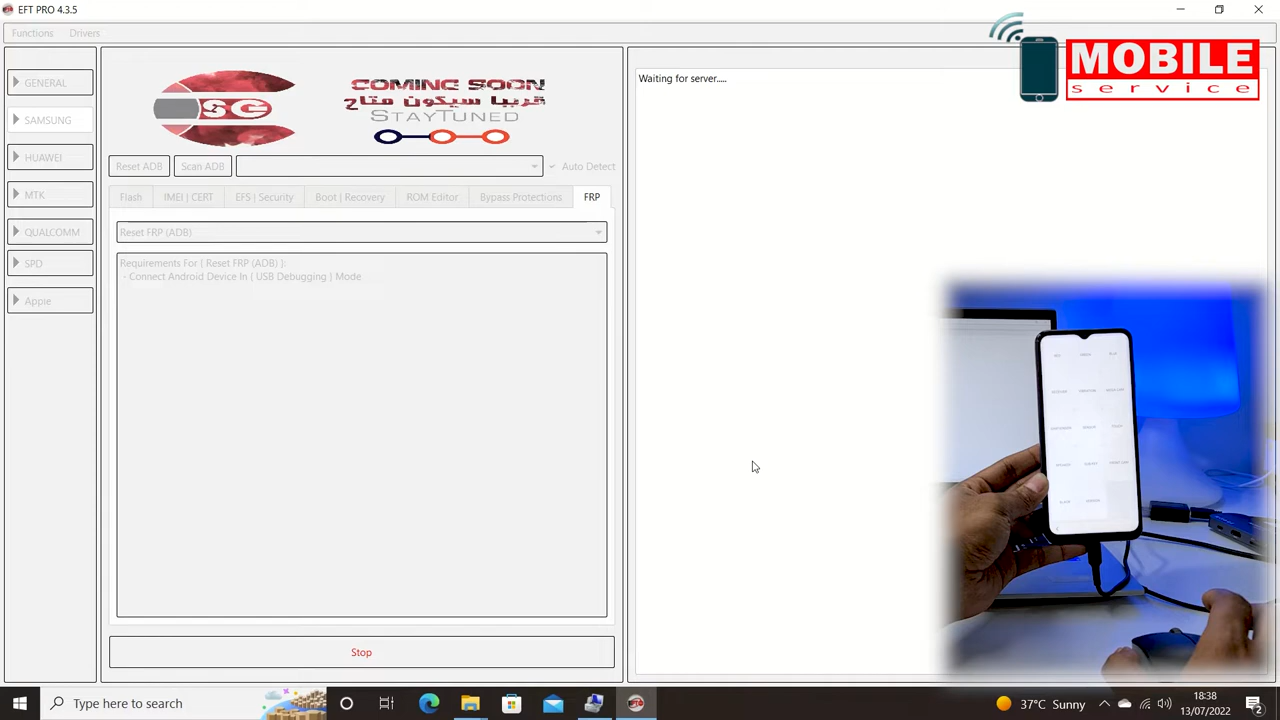 EFT PRO 4.3.5
Functions Drivers
MOBILE
service
GENERAL
SAMSUNG
HUAWEI
MTK
QUALCOMM
SPD
Apple
SG
COMING SOON
قريبا سيكون متاح
STAYTUNED
Reset ADB Scan ADB Auto Detect
Flash IMEI | CERT EFS | Security Boot | Recovery ROM Editor Bypass Protections FRP
Reset FRP (ADB)
Requirements For [ Reset FRP (ADB) ]:
- Connect Android Device In [ USB Debugging ] Mode
Stop
Waiting for server.....
Type here to search
37°C Sunny
18:38
13/07/2022
2